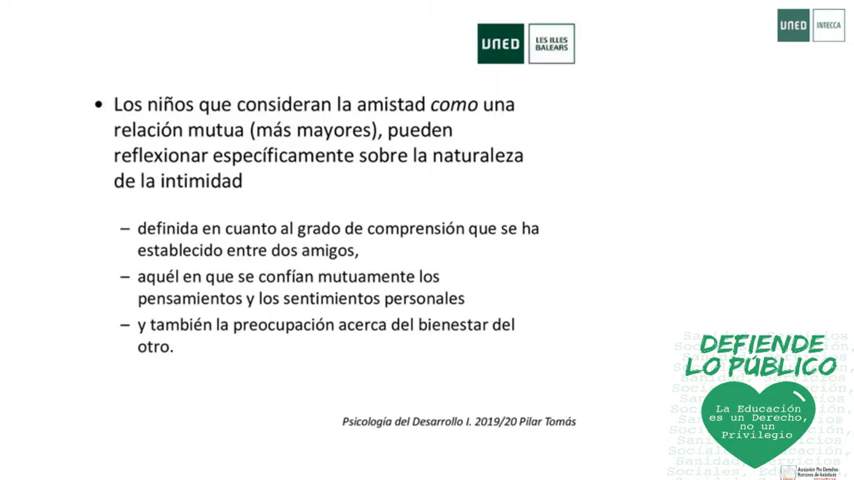 UNED
LES ILLES
BALEARS
UNED
INTECCA
• Los niños que consideran la amistad como una
relación mutua (más mayores), pueden
reflexionar específicamente sobre la naturaleza
de la intimidad
– definida en cuanto al grado de comprensión que se ha
establecido entre dos amigos,
– aquél en que se confían mutuamente los
pensamientos y los sentimientos personales
– y también la preocupación acerca del bienestar del
otro.
Psicología del Desarrollo I. 2019/20 Pilar Tomás
DEFIENDE
LO PÚBLICO
La Educación
es un Derecho,
no un
Privilegio